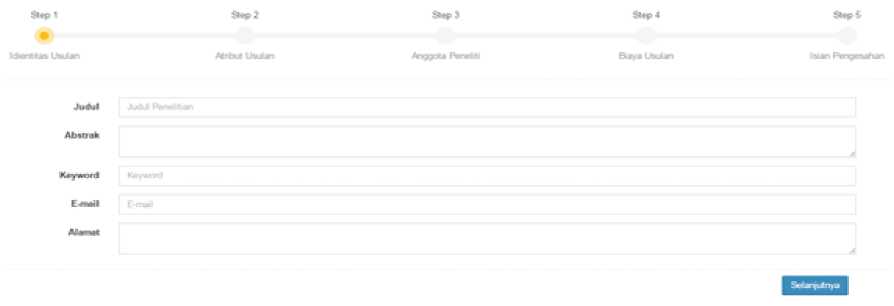 Step 1 Step 2 Step 3 Step 4 Step 5
Identitas Usulan Atribut Usulan Anggota Peneliti Biaya Usulan Isian Pengesahan
Judul Judul Penelitian
Abstrak
Keyword Keyword
E-mail E-mail
Alamat
Selanjutnya